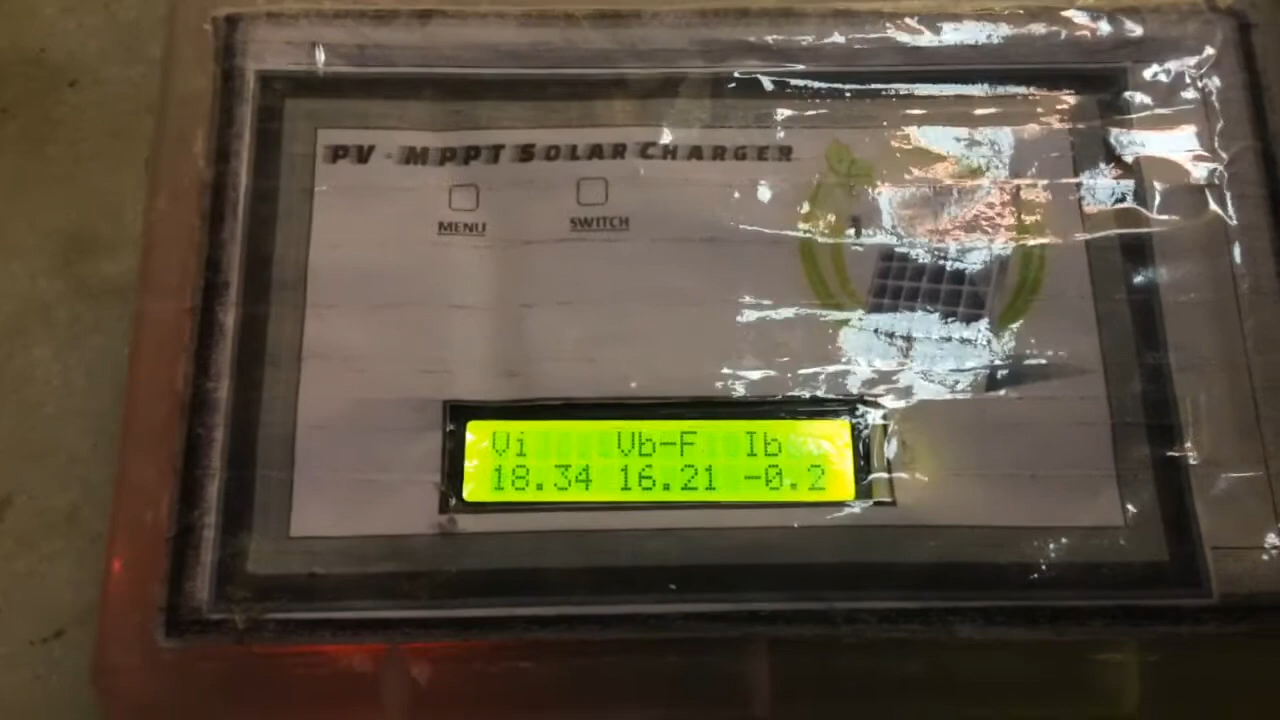 PV - MPPT SOLAR CHARGER
MENU SWITCH
Vi Vb-F Ib
18.34 16.21 -0.2